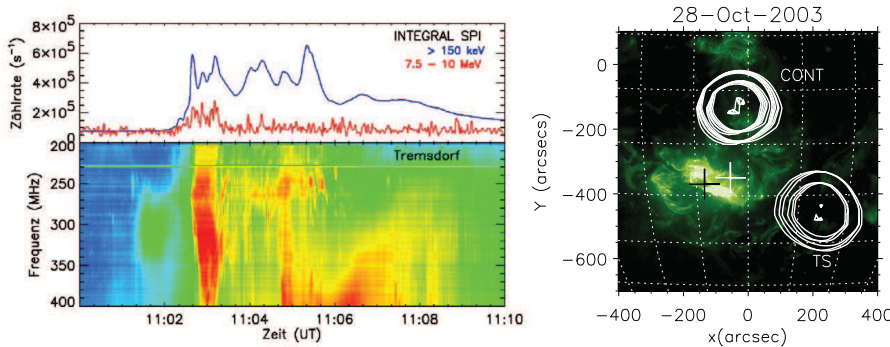 INTEGRAL SPI
> 150 keV
7.5 − 10 MeV
Zählrate (s⁻¹)
8×10⁵
6×10⁵
4×10⁵
2×10⁵
0
Tremsdorf
Frequenz (MHz)
200
250
300
350
400
11:02
11:04
11:06
11:08
11:10
Zeit (UT)
28−Oct−2003
CONT
TS
Y (arcsecs)
0
−200
−400
−600
−400
−200
0
200
400
x(arcsec)